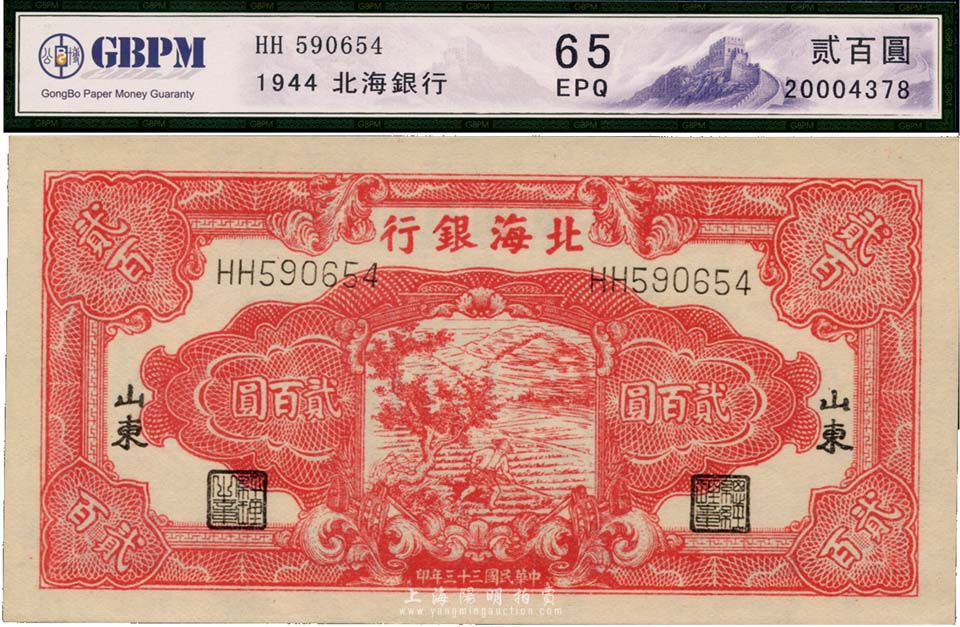 GBPM
GongBo Paper Money Guaranty
HH 590654
1944 北海銀行
65
EPQ
贰百圓
20004378
北海銀行
貳百
貳百
HH590654
HH590654
貳百圓
貳百圓
山東
山東
貳百
貳百
中華民國三十三年印
上海陽明拍賣
www.yangmingauction.com